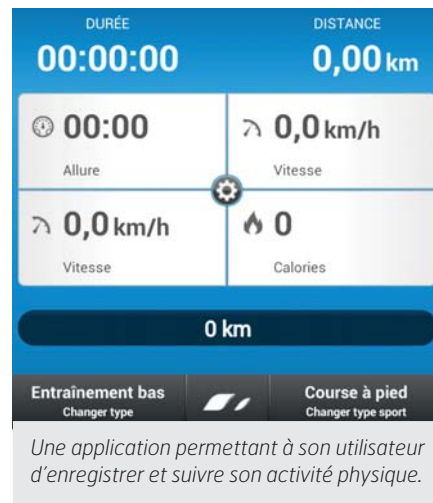 DURÉE
DISTANCE
00:00:00
0,00 km
00:00
0,0 km/h
Allure
Vitesse
0,0 km/h
0
Vitesse
Calories
0 km
Entraînement bas
Course à pied
Changer type
Changer type sport
Une application permettant à son utilisateur
d'enregistrer et suivre son activité physique.